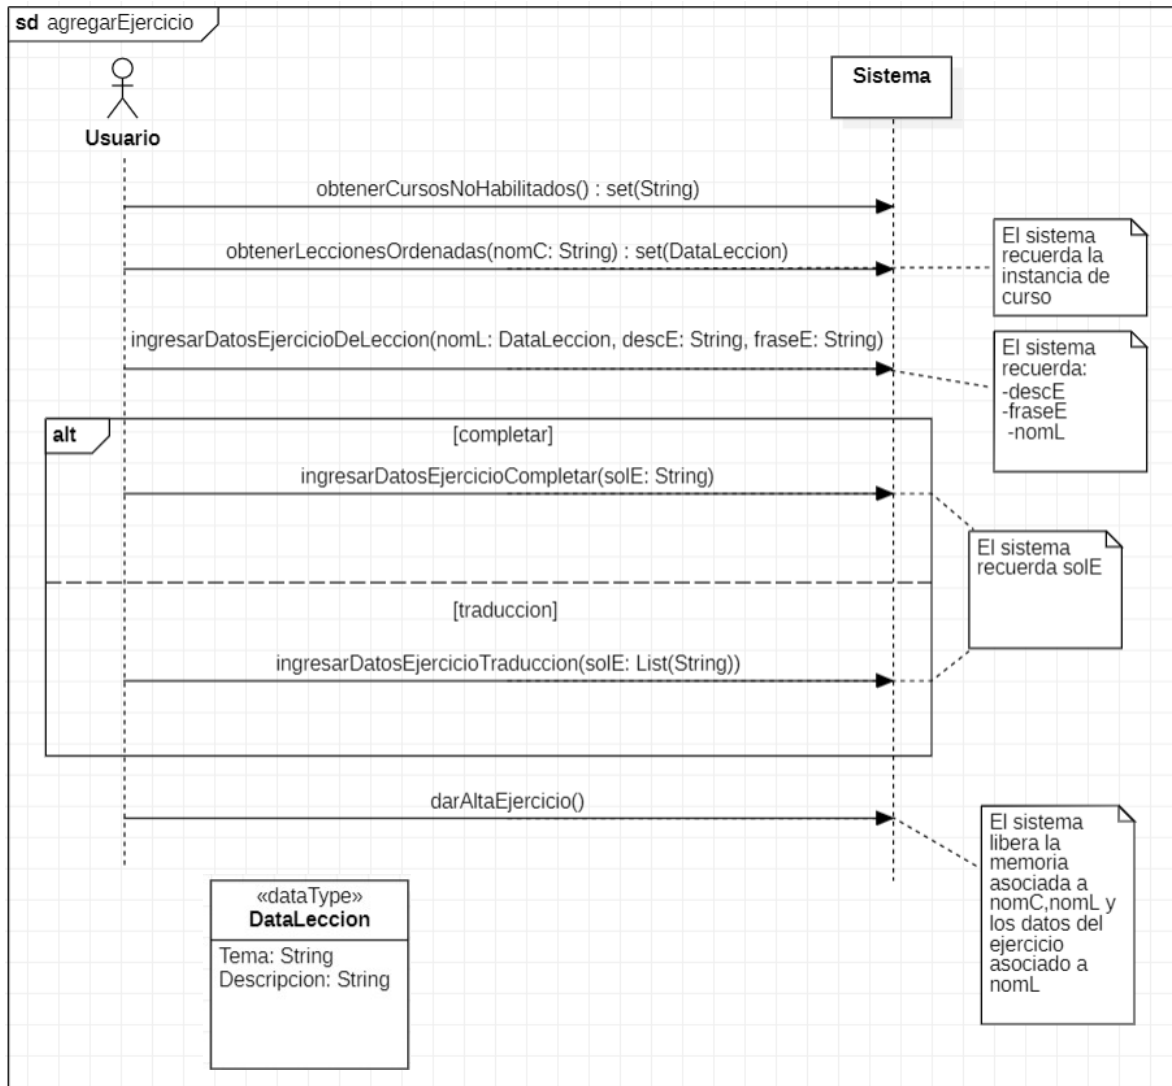 sd agregarEjercicio
Usuario
Sistema
obtenerCursosNoHabilitados() : set(String)
obtenerLeccionesOrdenadas(nomC: String) : set(DataLeccion)
El sistema
recuerda la
instancia de
curso
ingresarDatosEjercicioDeLeccion(nomL: DataLeccion, descE: String, fraseE: String)
El sistema
recuerda:
-descE
-fraseE
-nomL
alt
[completar]
ingresarDatosEjercicioCompletar(solE: String)
El sistema
recuerda solE
[traduccion]
ingresarDatosEjercicioTraduccion(solE: List(String))
darAltaEjercicio()
El sistema
libera la
memoria
asociada a
nomC,nomL y
los datos del
ejercicio
asociado a
nomL
«dataType»
DataLeccion
Tema: String
Descripcion: String